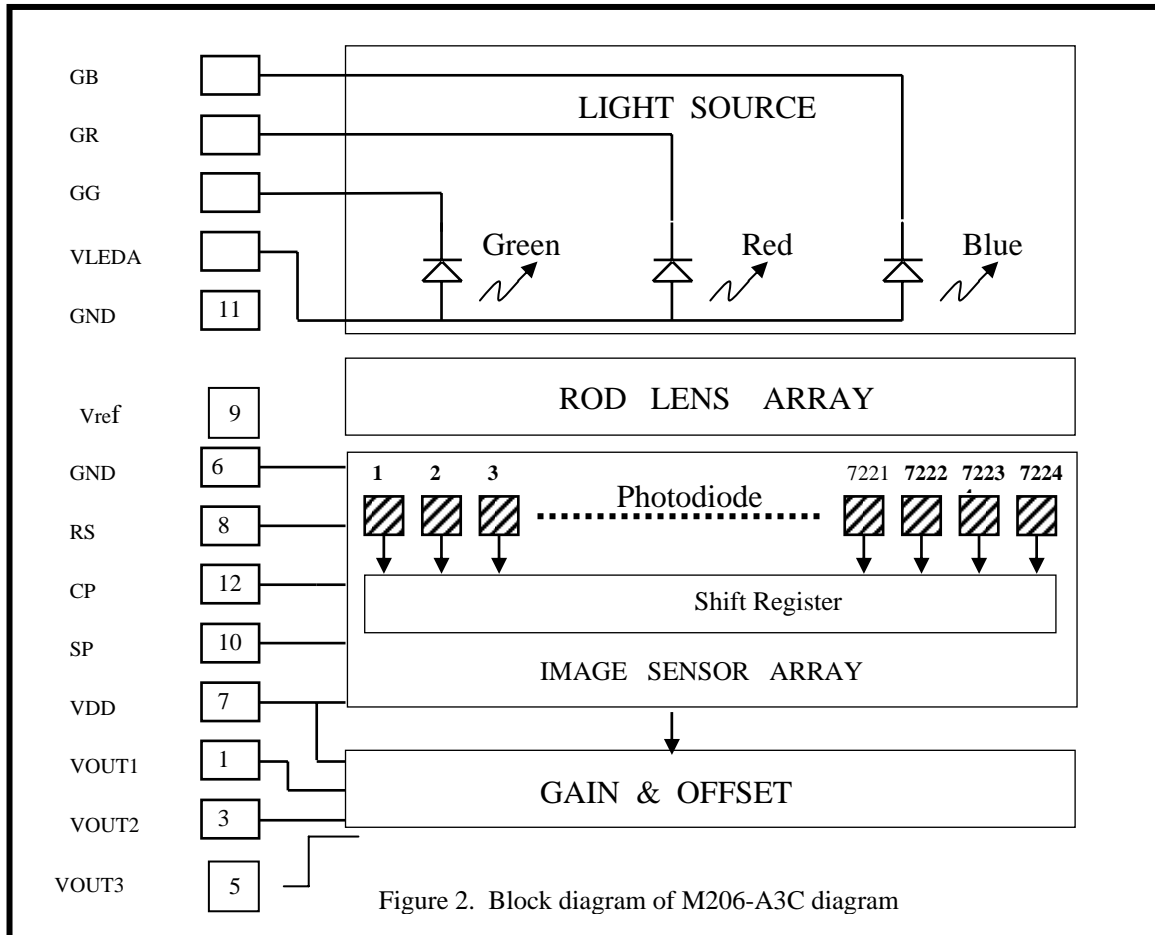 GB
LIGHT SOURCE
GR
GG
Green Red Blue
VLEDA
GND 11
ROD LENS ARRAY
Vref 9
GND 6
1 2 3 7221 7222 7223 7224
Photodiode
RS 8
CP 12
Shift Register
SP 10
IMAGE SENSOR ARRAY
VDD 7
VOUT1 1
GAIN & OFFSET
VOUT2 3
VOUT3 5
Figure 2. Block diagram of M206-A3C diagram